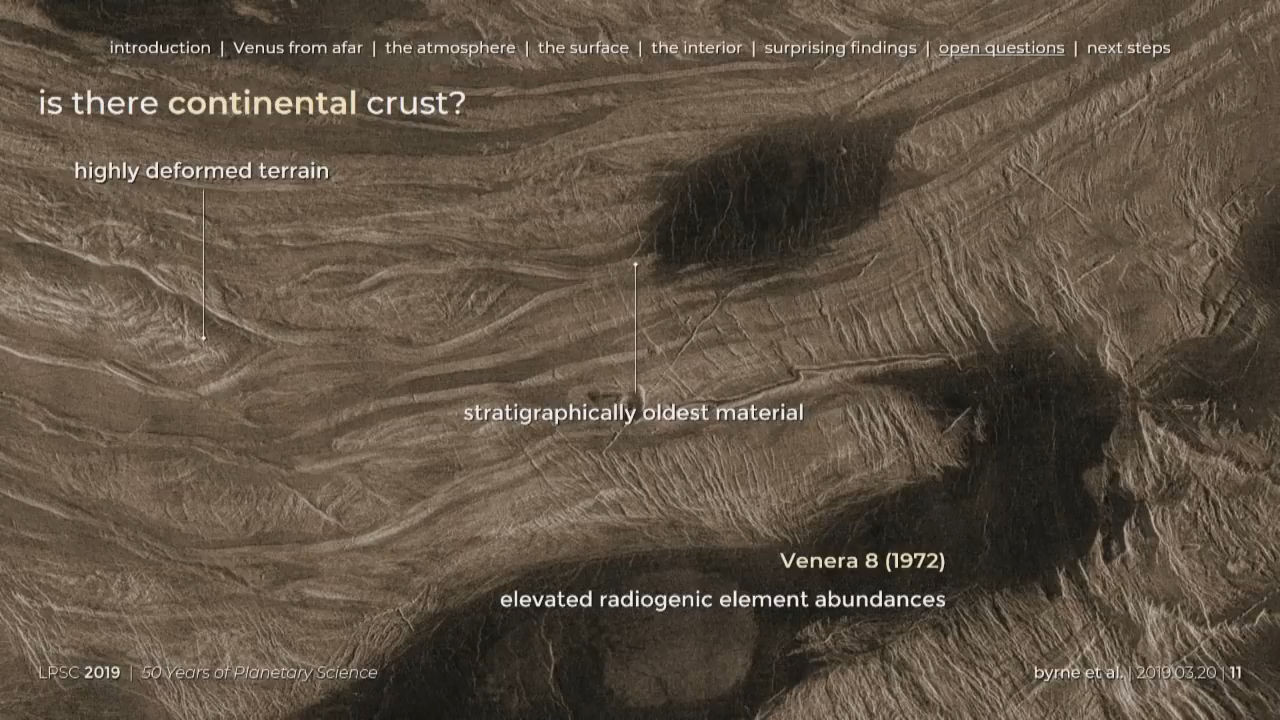 introduction | Venus from afar | the atmosphere | the surface | the interior | surprising findings | open questions | next steps
is there continental crust?
highly deformed terrain
stratigraphically oldest material
Venera 8 (1972)
elevated radiogenic element abundances
LPSC 2019 | 50 Years of Planetary Science
byrne et al. | 2019.03.20 | 11